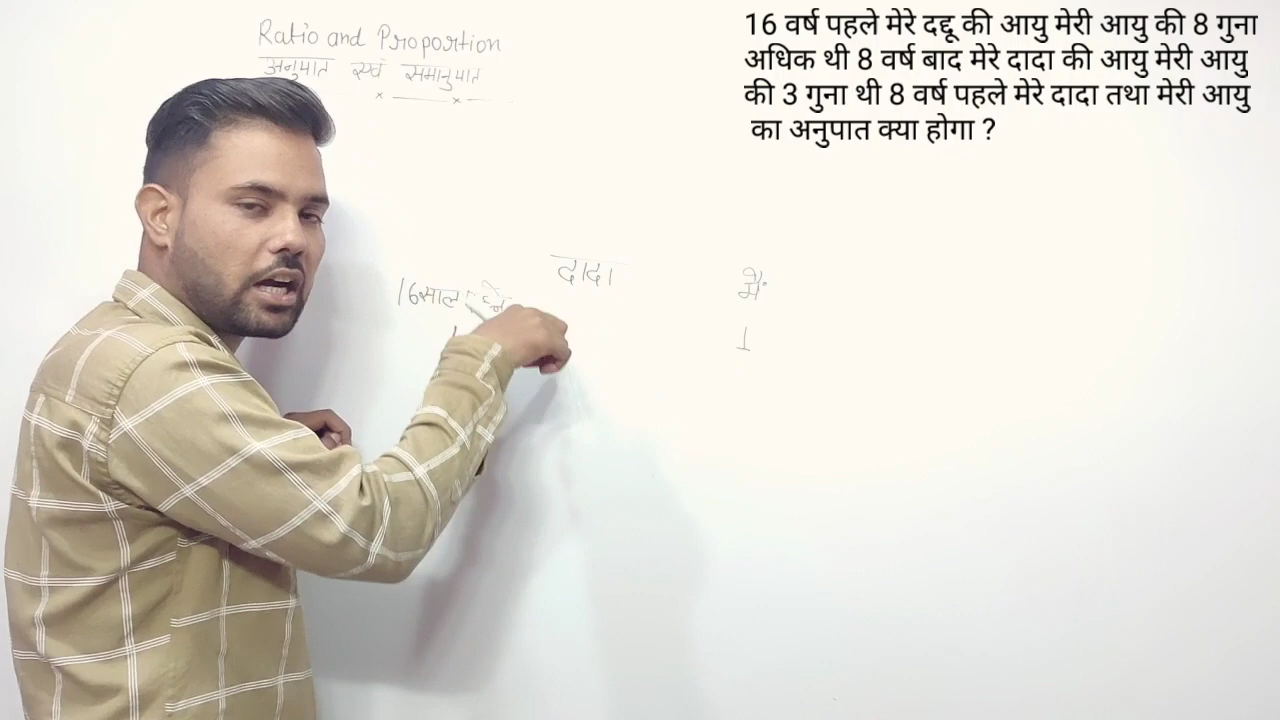 Ratio and Proportion
अनुपात एवं समानुपात
16 वर्ष पहले मेरे दद्दू की आयु मेरी आयु की 8 गुना
अधिक थी 8 वर्ष बाद मेरे दादा की आयु मेरी आयु
की 3 गुना थी 8 वर्ष पहले मेरे दादा तथा मेरी आयु
का अनुपात क्या होगा ?
दादा मैं
16साल
1